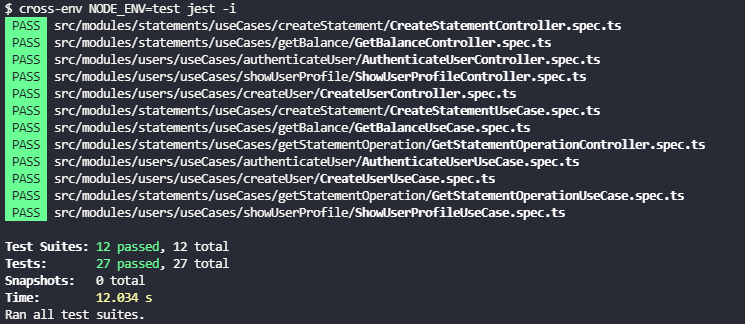 $ cross-env NODE_ENV=test jest -i
PASS src/modules/statements/useCases/createStatement/CreateStatementController.spec.ts
PASS src/modules/statements/useCases/getBalance/GetBalanceController.spec.ts
PASS src/modules/users/useCases/authenticateUser/AuthenticateUserController.spec.ts
PASS src/modules/users/useCases/showUserProfile/ShowUserProfileController.spec.ts
PASS src/modules/users/useCases/createUser/CreateUserController.spec.ts
PASS src/modules/statements/useCases/createStatement/CreateStatementUseCase.spec.ts
PASS src/modules/statements/useCases/getBalance/GetBalanceUseCase.spec.ts
PASS src/modules/statements/useCases/getStatementOperation/GetStatementOperationController.spec.ts
PASS src/modules/users/useCases/authenticateUser/AuthenticateUserUseCase.spec.ts
PASS src/modules/users/useCases/createUser/CreateUserUseCase.spec.ts
PASS src/modules/statements/useCases/getStatementOperation/GetStatementOperationUseCase.spec.ts
PASS src/modules/users/useCases/showUserProfile/ShowUserProfileUseCase.spec.ts
Test Suites: 12 passed, 12 total
Tests: 27 passed, 27 total
Snapshots: 0 total
Time: 12.034 s
Ran all test suites.